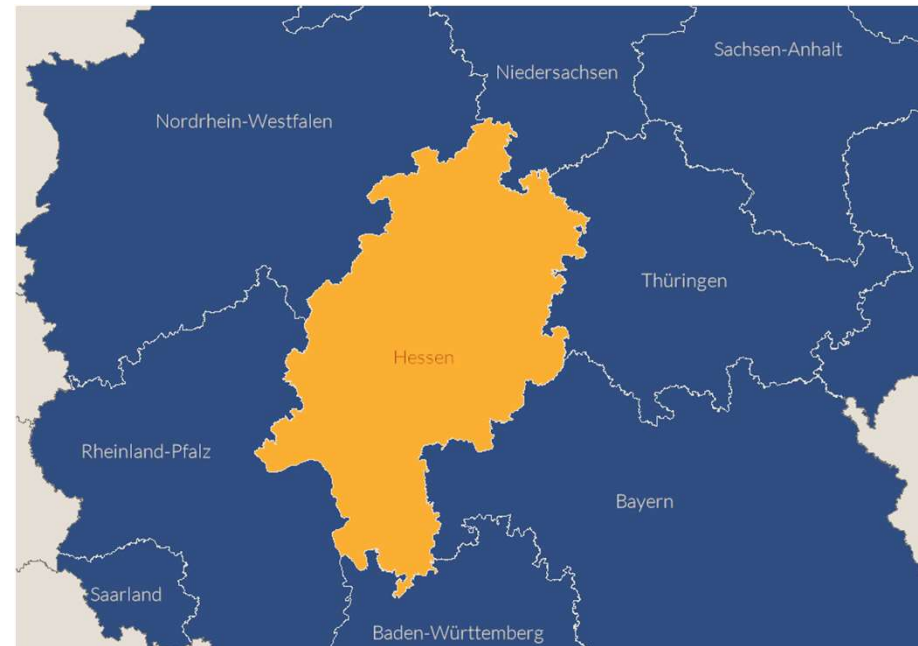 Sachsen-Anhalt
Niedersachsen
Nordrhein-Westfalen
Thüringen
Hessen
Rheinland-Pfalz
Bayern
Saarland
Baden-Württemberg